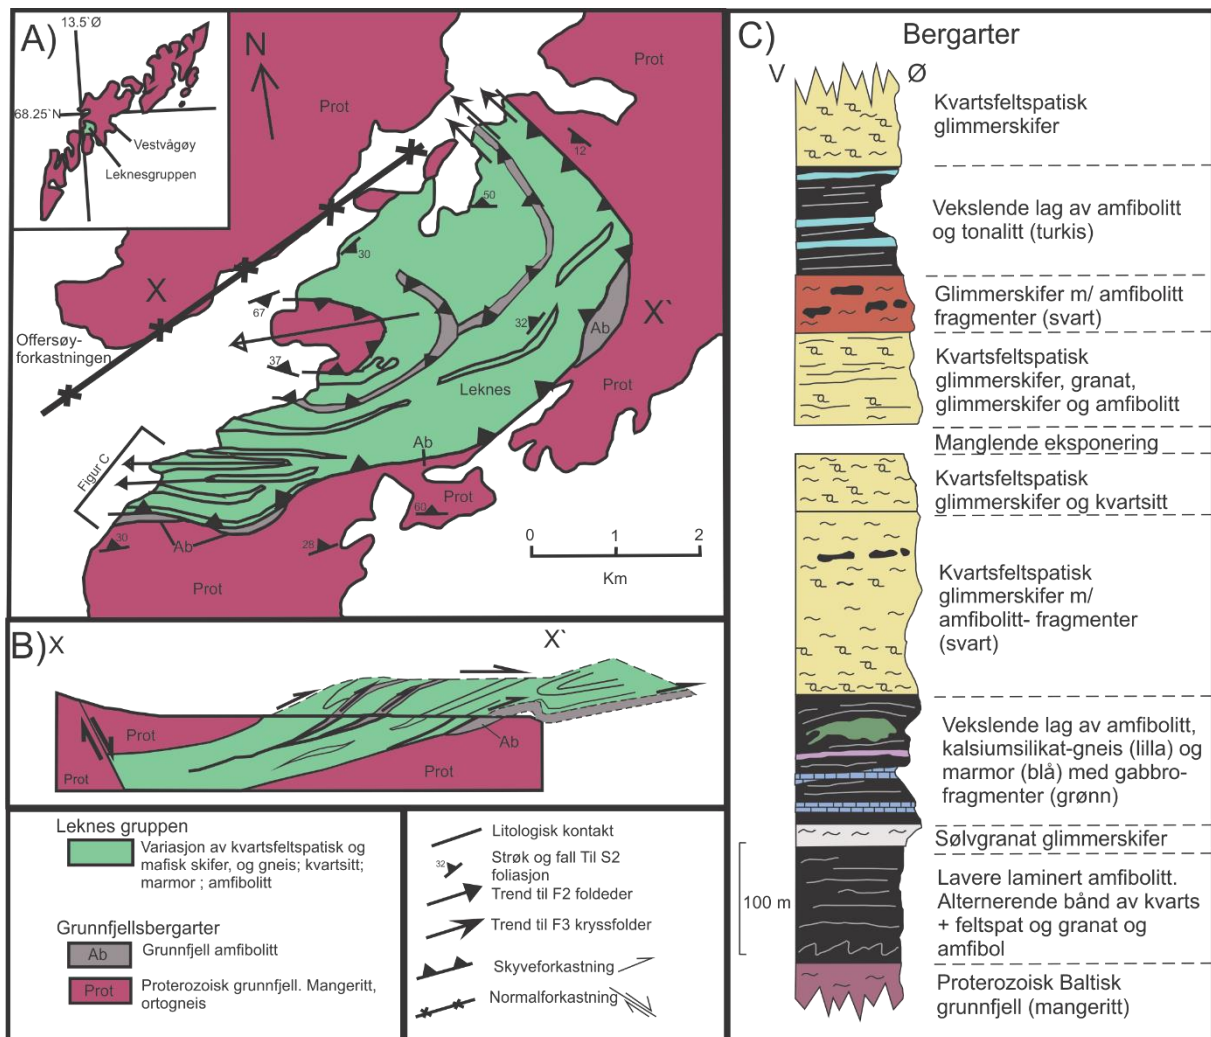 A)
13.5`Ø
68.25`N
Vestvågøy
Leknesgruppen
N
Prot
Prot
12
50
30
X
67
32
Ab
X`
Offersøy-
forkastningen
37
Leknes
Prot
Figur C
Ab
Prot
60
30
Ab
28
Prot
0 1 2
Km
B)
X
X`
Prot
Prot
Prot
Ab
Leknes gruppen
Variasjon av kvartsfeltspatisk og
mafisk skifer, og gneis; kvartsitt;
marmor ; amfibolitt
Grunnfjellsbergarter
Ab
Grunnfjell amfibolitt
Prot
Proterozoisk grunnfjell. Mangeritt,
ortogneis
Litologisk kontakt
32
Strøk og fall Til S2
foliasjon
Trend til F2 foldeder
Trend til F3 kryssfolder
Skyveforkastning
Normalforkastning
C)
Bergarter
V
Ø
Kvartsfeltspatisk
glimmerskifer
Vekslende lag av amfibolitt
og tonalitt (turkis)
Glimmerskifer m/ amfibolitt
fragmenter (svart)
Kvartsfeltspatisk
glimmerskifer, granat,
glimmerskifer og amfibolitt
Manglende eksponering
Kvartsfeltspatisk
glimmerskifer og kvartsitt
Kvartsfeltspatisk
glimmerskifer m/
amfibolitt- fragmenter
(svart)
Vekslende lag av amfibolitt,
kalsiumsilikat-gneis (lilla) og
marmor (blå) med gabbro-
fragmenter (grønn)
Sølvgranat glimmerskifer
100 m
Lavere laminert amfibolitt.
Alternerende bånd av kvarts
+ feltspat og granat og
amfibol
Proterozoisk Baltisk
grunnfjell (mangeritt)